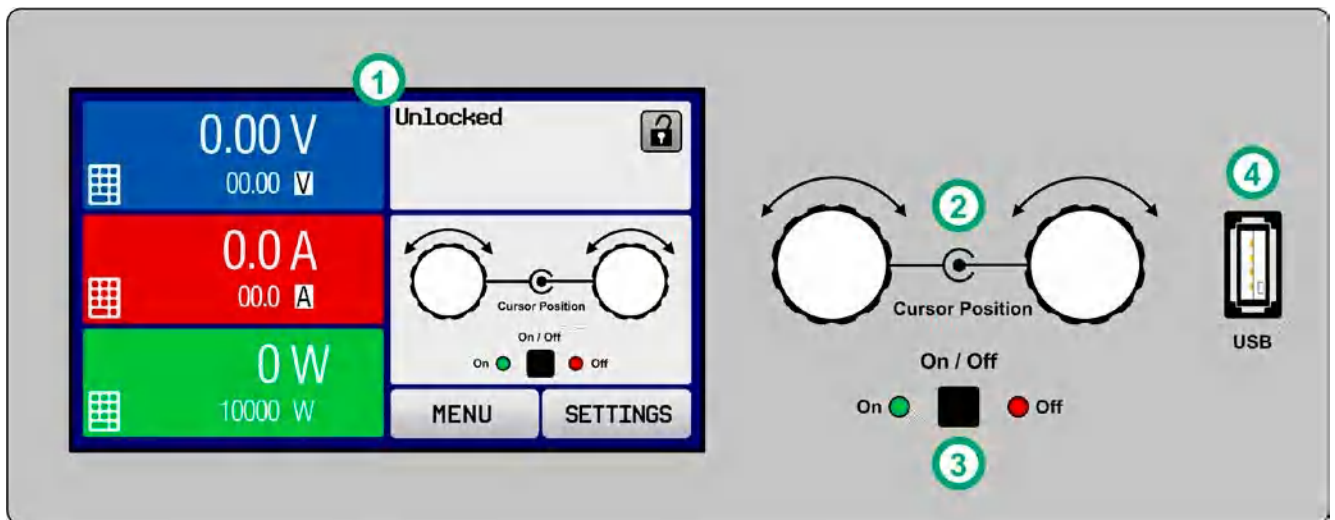 1
0.00 V
00.00 V
0.0 A
00.0 A
0 W
10000 W
Unlocked
Cursor Position
On / Off
On
Off
MENU
SETTINGS
2
Cursor Position
On / Off
On
Off
3
4
USB